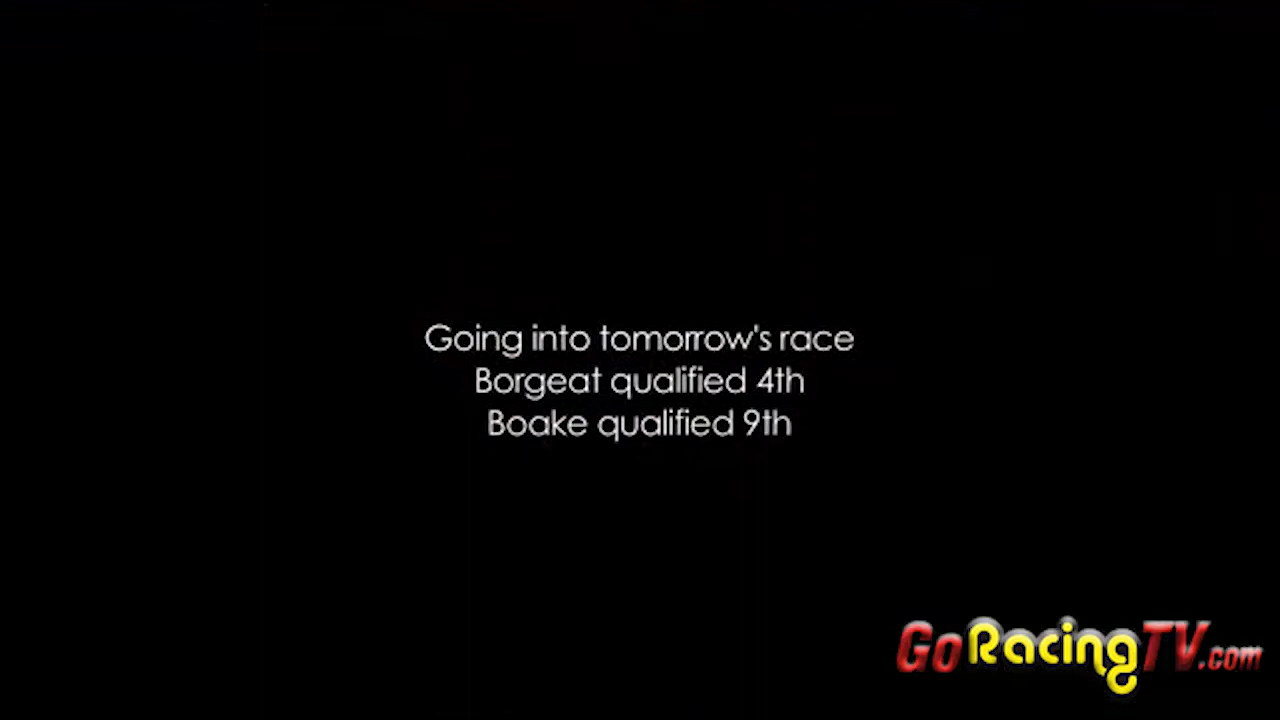 Going into tomorrow's race
Borgeat qualified 4th
Boake qualified 9th
GoRacingTV.com